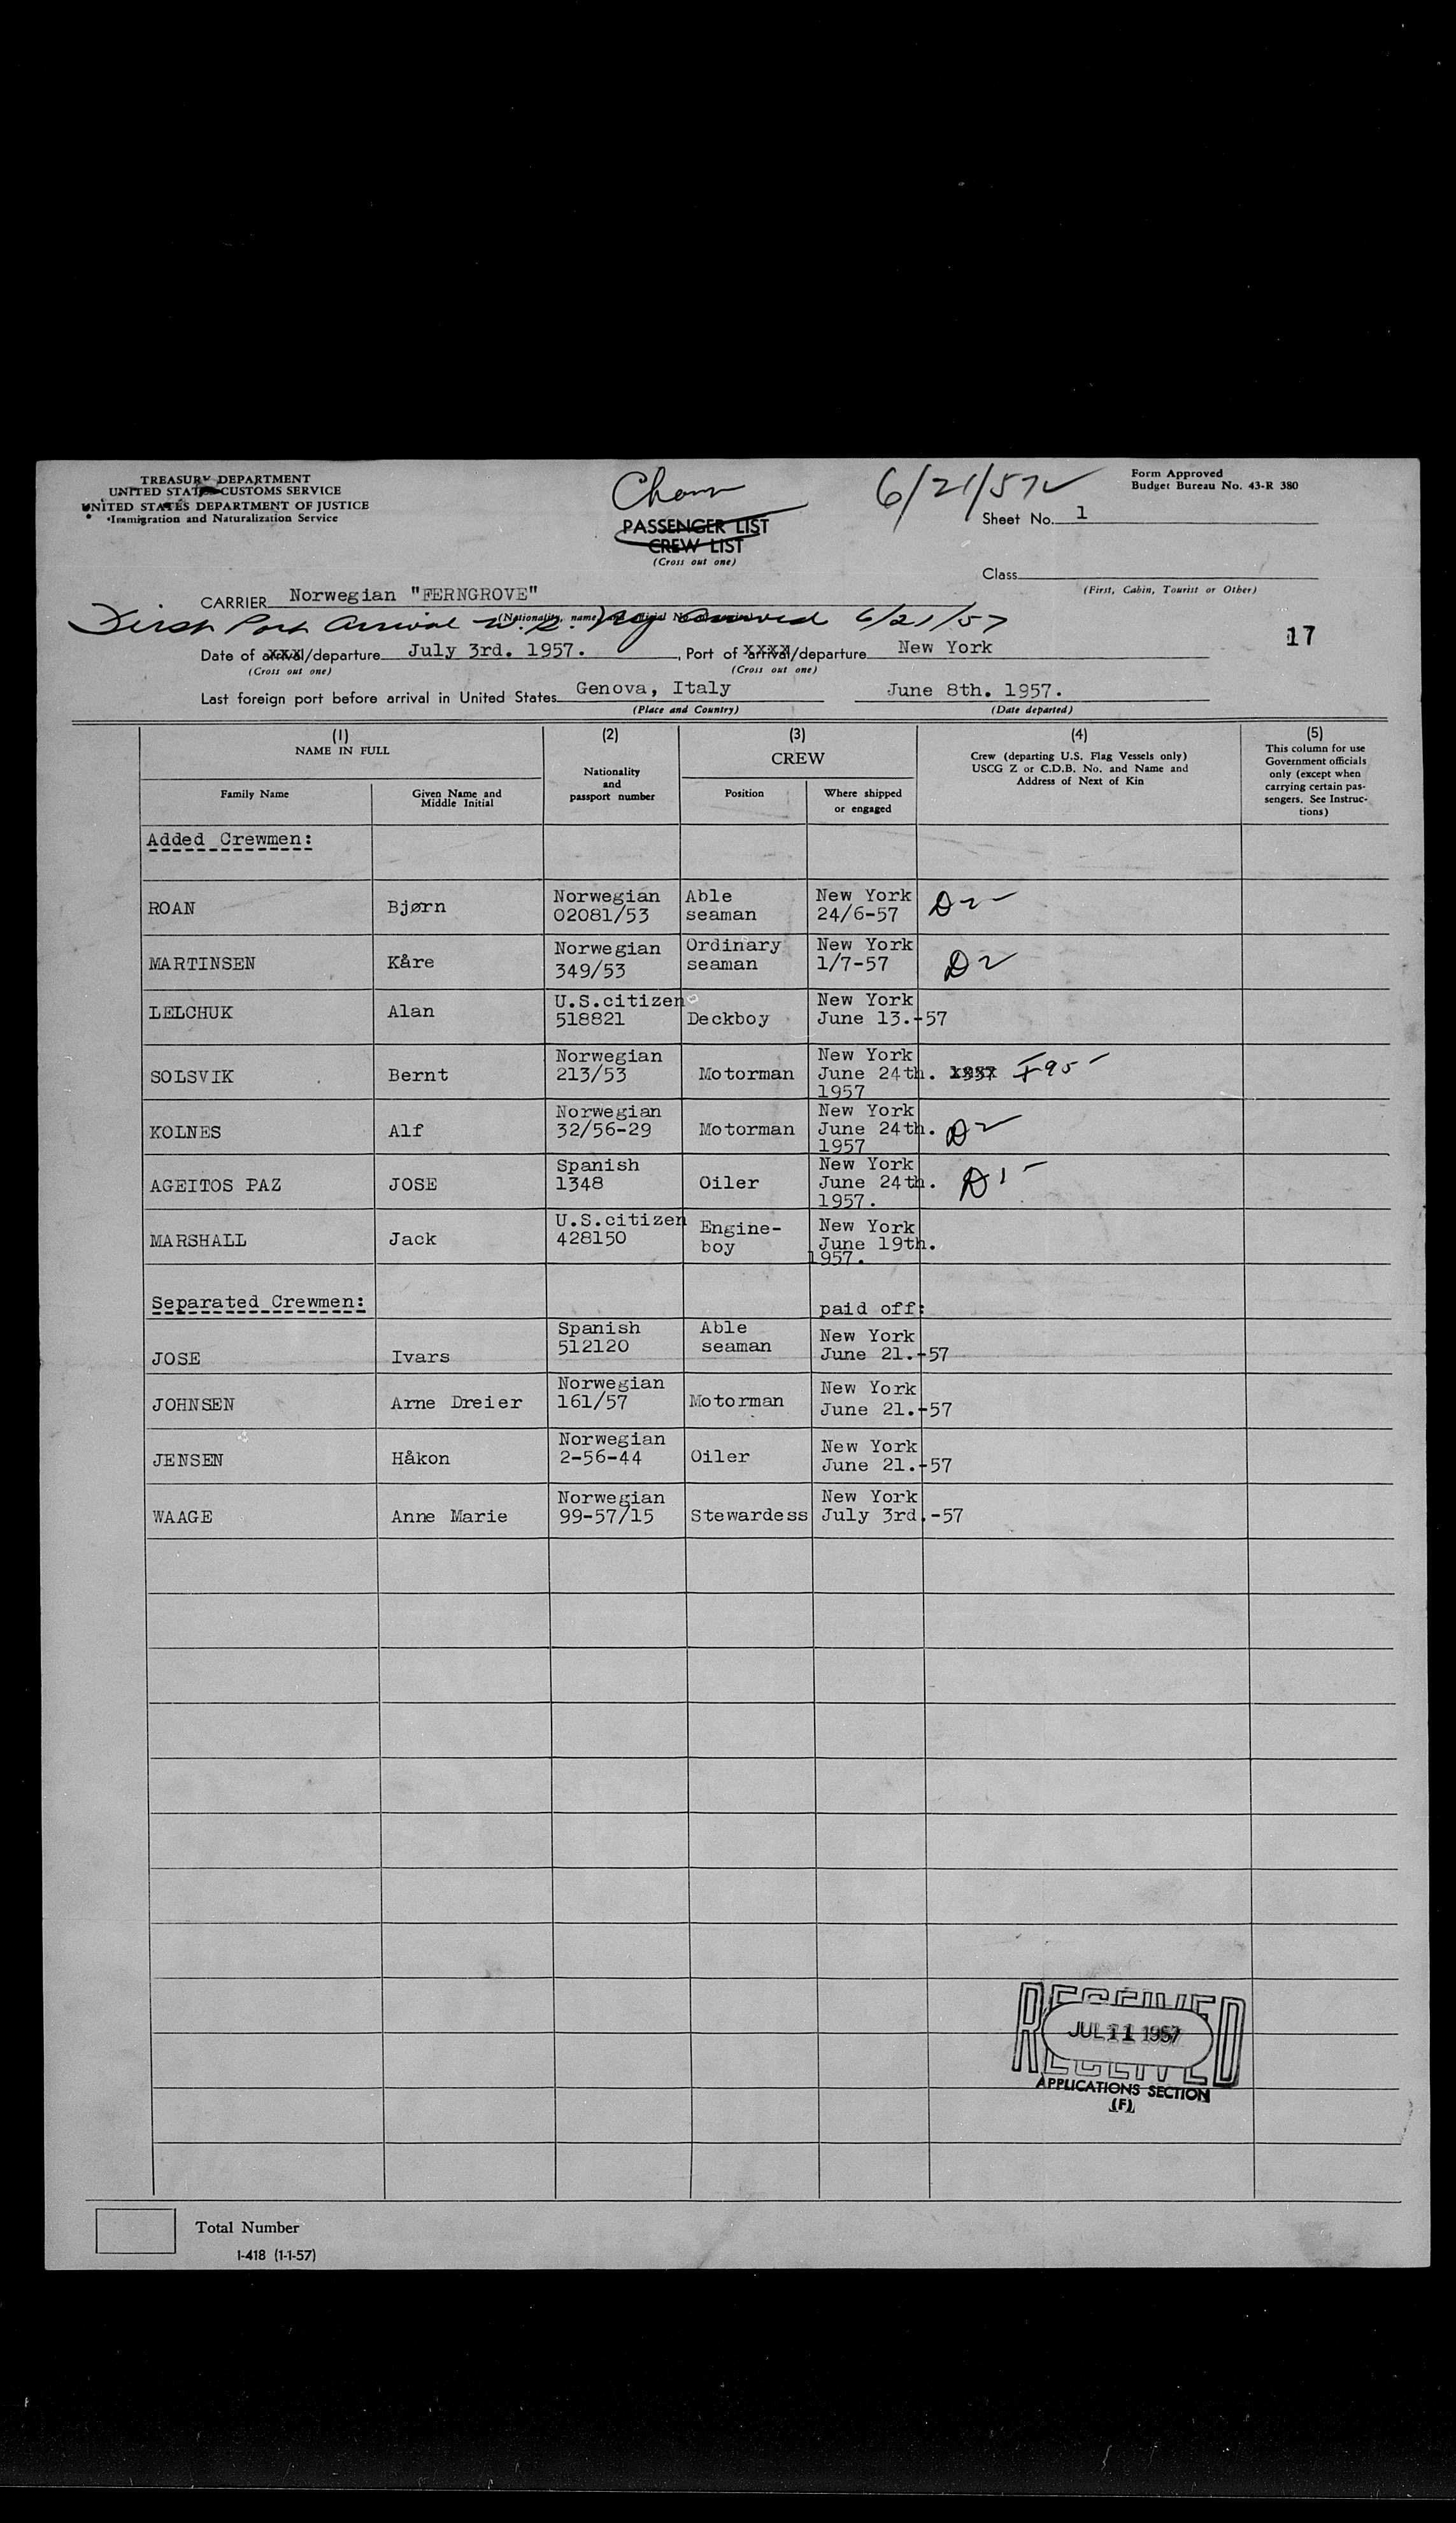 TREASURY DEPARTMENT
UNITED STATES CUSTOMS SERVICE
UNITED STATES DEPARTMENT OF JUSTICE
Immigration and Naturalization Service
6/21/57
Form Approved
Budget Bureau No. 43-R 380
Sheet No. 1
PASSENGER LIST
CREW LIST
(Cross out one)
Class
(First, Cabin, Tourist or Other)
CARRIER Norwegian "FERNGROVE"
First Port Arrival N.Y. arrived 6/21/57
17
Date of arrival/departure July 3rd. 1957. , Port of arrival/departure New York
(Cross out one) (Cross out one)
Last foreign port before arrival in United States Genova, Italy June 8th. 1957.
(Place and Country) (Date departed)
(1) (2) (3) (4) (5)
NAME IN FULL
Family Name
Given Name and Middle Initial
Nationality and passport number
CREW
Position
Where shipped or engaged
Crew (departing U.S. Flag Vessels only)
USCG Z or C.D.B. No. and Name and
Address of Next of Kin
This column for use
Government officials
only (except when
carrying certain pas-
sengers. See Instruc-
tions)
Added Crewmen:
ROAN Bjørn Norwegian 02081/53 Able seaman New York 24/6-57 D2
MARTINSEN Kåre Norwegian 349/53 Ordinary seaman New York 1/7-57 D2
LELCHUK Alan U.S.citizen 518821 Deckboy New York June 13.-57
SOLSVIK Bernt Norwegian 213/53 Motorman New York June 24th. 1957 I-95
KOLNES Alf Norwegian 32/56-29 Motorman New York June 24th. 1957 D2
AGEITOS PAZ JOSE Spanish 1348 Oiler New York June 24th. 1957. D1
MARSHALL Jack U.S.citizen 428150 Engine-boy New York June 19th. 1957.
Separated Crewmen: paid off:
JOSE Ivars Spanish 512120 Able seaman New York June 21.-57
JOHNSEN Arne Dreier Norwegian 161/57 Motorman New York June 21.-57
JENSEN Håkon Norwegian 2-56-44 Oiler New York June 21.-57
WAAGE Anne Marie Norwegian 99-57/15 Stewardess New York July 3rd.-57
RECEIVED
JUL 11 1957
RECEIVED
APPLICATIONS SECTION
(F)
Total Number
I-418 (1-1-57)